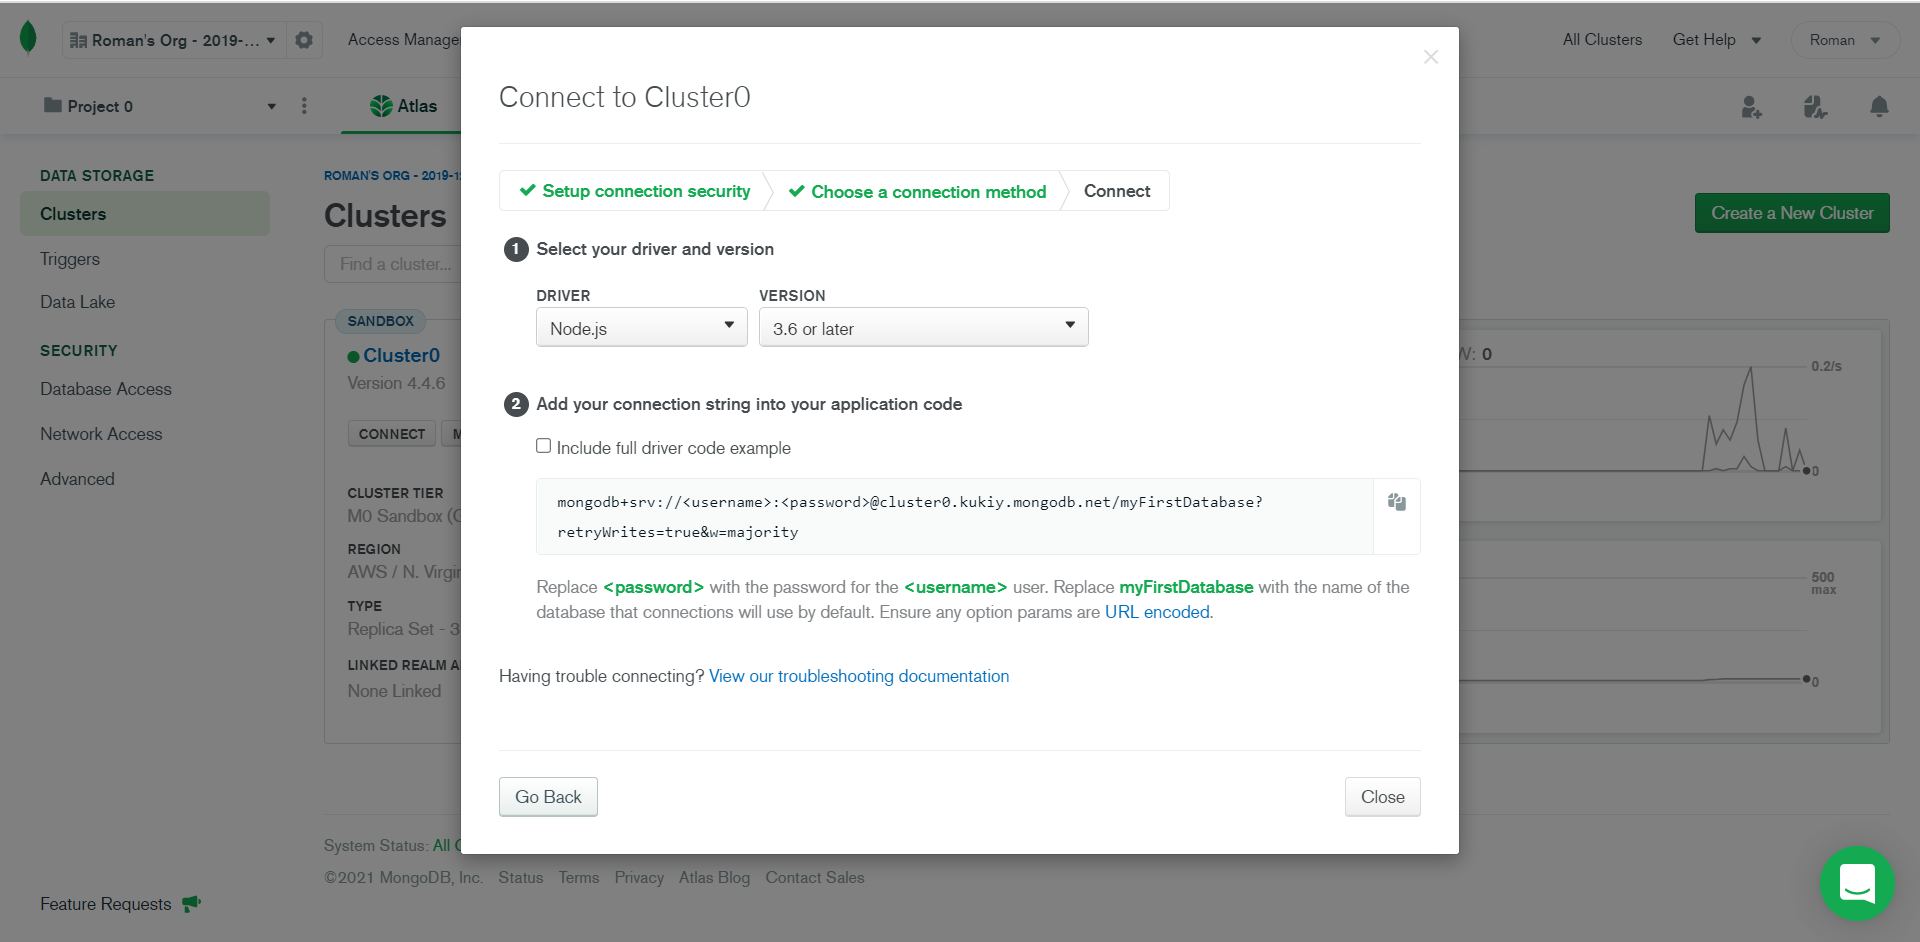 Roman's Org - 2019-...
Access Manage
All Clusters
Get Help
Roman
Project 0
Atlas
DATA STORAGE
Clusters
Triggers
Data Lake
SECURITY
Database Access
Network Access
Advanced
Feature Requests
ROMAN'S ORG - 2019-1
Clusters
Find a cluster...
Create a New Cluster
SANDBOX
Cluster0
Version 4.4.6
CONNECT
CLUSTER TIER
M0 Sandbox
REGION
AWS / N. Virgin
TYPE
Replica Set - 3
LINKED REALM A
None Linked
W: 0
0.2/s
0
500
max
0
Connect to Cluster0
Setup connection security
Choose a connection method
Connect
1 Select your driver and version
DRIVER
VERSION
Node.js
3.6 or later
2 Add your connection string into your application code
Include full driver code example
mongodb+srv://<username>:<password>@cluster0.kukiy.mongodb.net/myFirstDatabase?
retryWrites=true&w=majority
Replace <password> with the password for the <username> user. Replace myFirstDatabase with the name of the
database that connections will use by default. Ensure any option params are URL encoded.
Having trouble connecting? View our troubleshooting documentation
Go Back
Close
System Status: All
©2021 MongoDB, Inc. Status Terms Privacy Atlas Blog Contact Sales